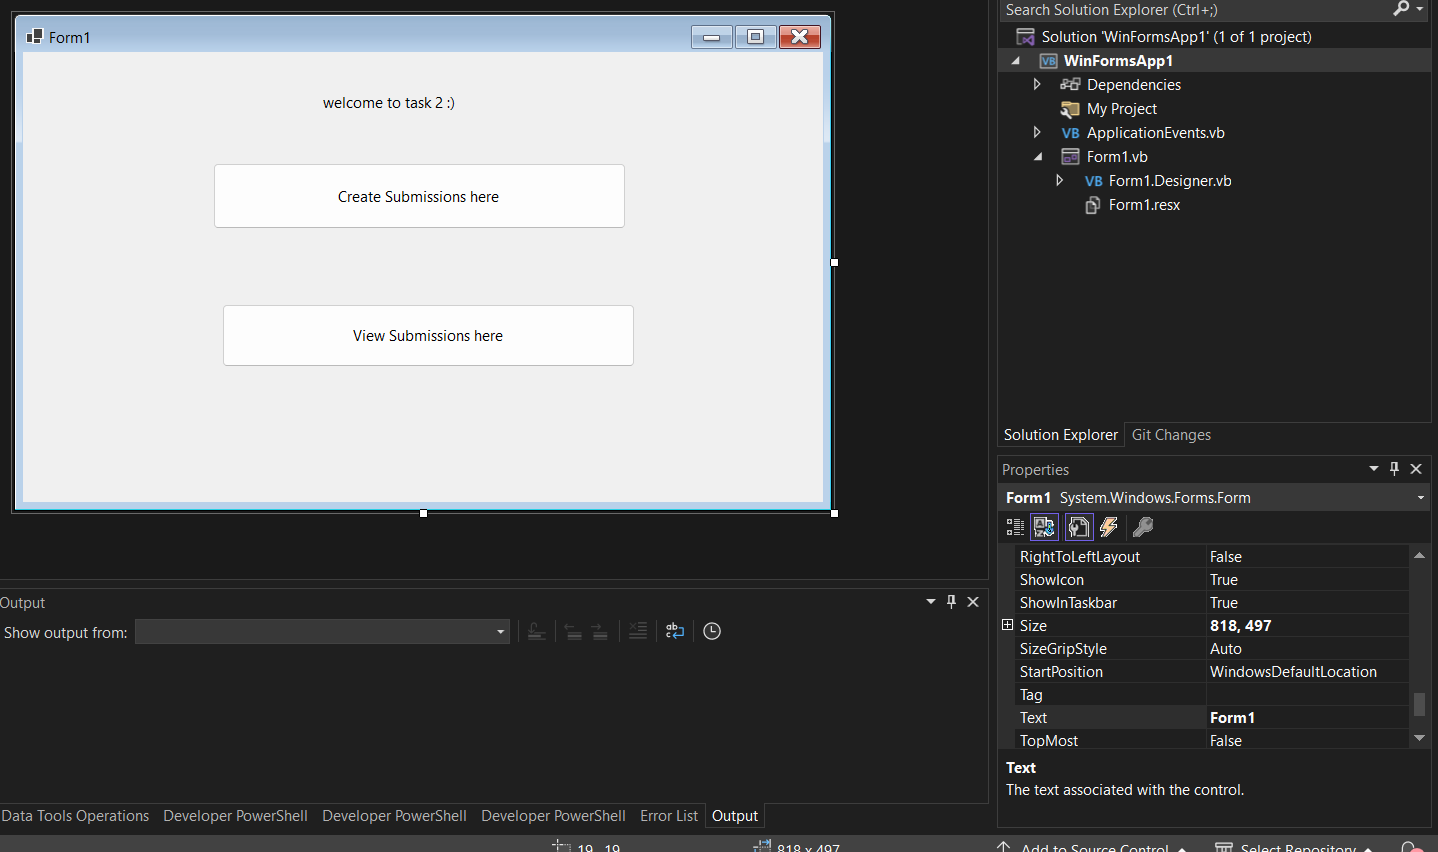 Form1
welcome to task 2 :)
Create Submissions here
View Submissions here
Search Solution Explorer (Ctrl+;)
Solution 'WinFormsApp1' (1 of 1 project)
VB WinFormsApp1
Dependencies
My Project
VB ApplicationEvents.vb
Form1.vb
VB Form1.Designer.vb
Form1.resx
Solution Explorer Git Changes
Properties
Form1 System.Windows.Forms.Form
RightToLeftLayout False
ShowIcon True
ShowInTaskbar True
Size 818, 497
SizeGripStyle Auto
StartPosition WindowsDefaultLocation
Tag
Text Form1
TopMost False
Text
The text associated with the control.
Output
Show output from:
Data Tools Operations Developer PowerShell Developer PowerShell Developer PowerShell Error List Output
19 , 19 818 x 497 Add to Source Control Select Repository